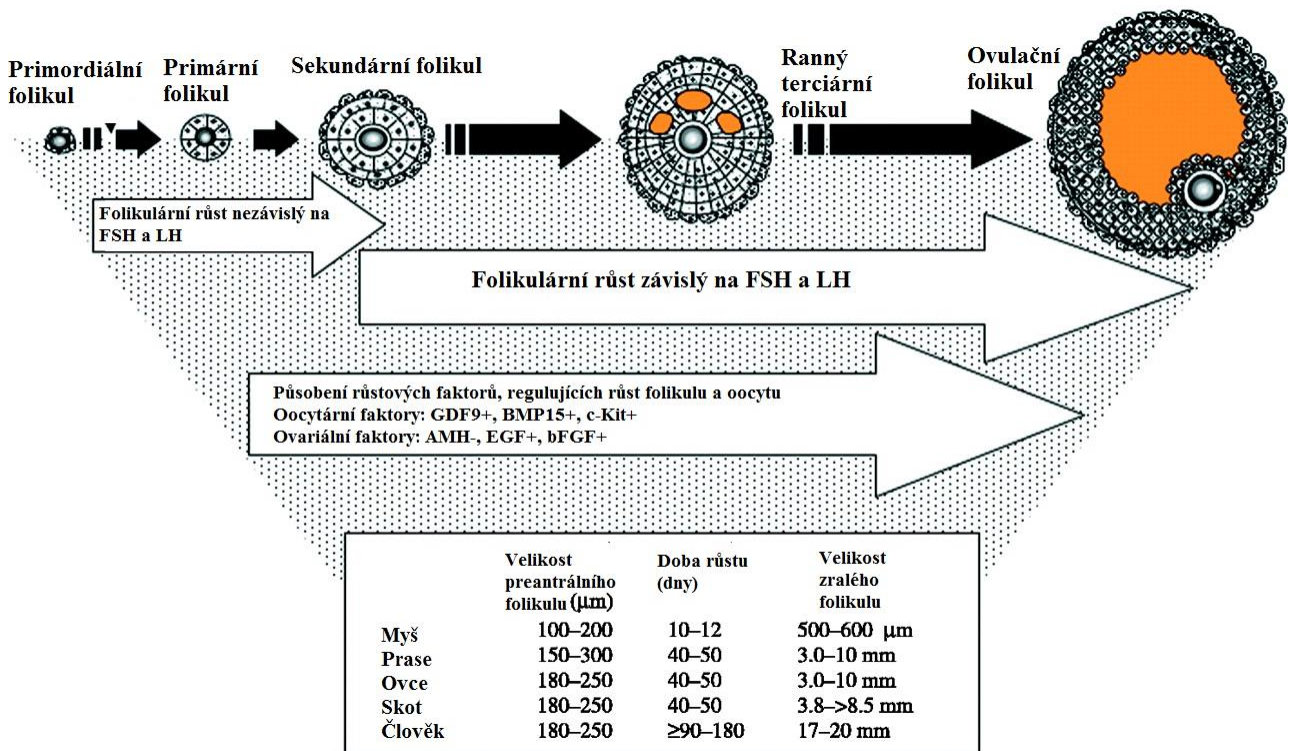 Primordiální
folikul
Primární
folikul
Sekundární folikul
Ranný
terciární
folikul
Ovulační
folikul
Folikulární růst nezávislý na
FSH a LH
Folikulární růst závislý na FSH a LH
Působení růstových faktorů, regulujících růst folikulu a oocytu
Oocytární faktory: GDF9+, BMP15+, c-Kit+
Ovariální faktory: AMH-, EGF+, bFGF+
Velikost
preantrálního
folikulu (μm)
Doba růstu
(dny)
Velikost
zralého
folikulu
Myš 100–200 10–12 500–600 μm
Prase 150–300 40–50 3.0–10 mm
Ovce 180–250 40–50 3.0–10 mm
Skot 180–250 40–50 3.8–>8.5 mm
Člověk 180–250 ≥90–180 17–20 mm